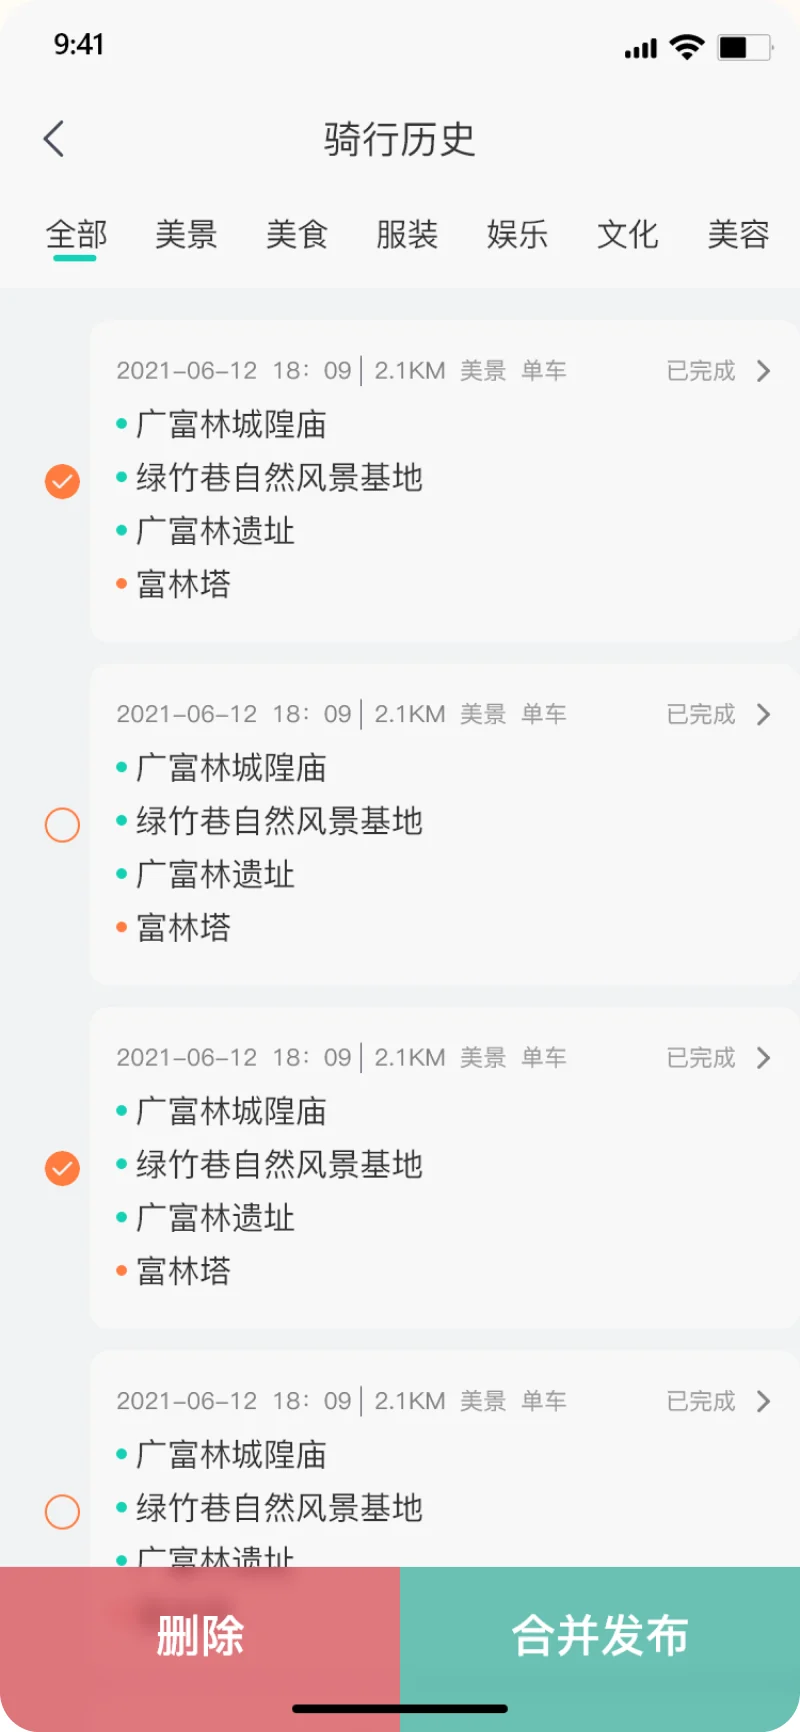 9:41
骑行历史
全部 美景 美食 服装 娱乐 文化 美容
2021-06-12 18：09 | 2.1KM 美景 单车 已完成
广富林城隍庙
绿竹巷自然风景基地
广富林遗址
富林塔
2021-06-12 18：09 | 2.1KM 美景 单车 已完成
广富林城隍庙
绿竹巷自然风景基地
广富林遗址
富林塔
2021-06-12 18：09 | 2.1KM 美景 单车 已完成
广富林城隍庙
绿竹巷自然风景基地
广富林遗址
富林塔
2021-06-12 18：09 | 2.1KM 美景 单车 已完成
广富林城隍庙
绿竹巷自然风景基地
广富林遗址
删除 合并发布